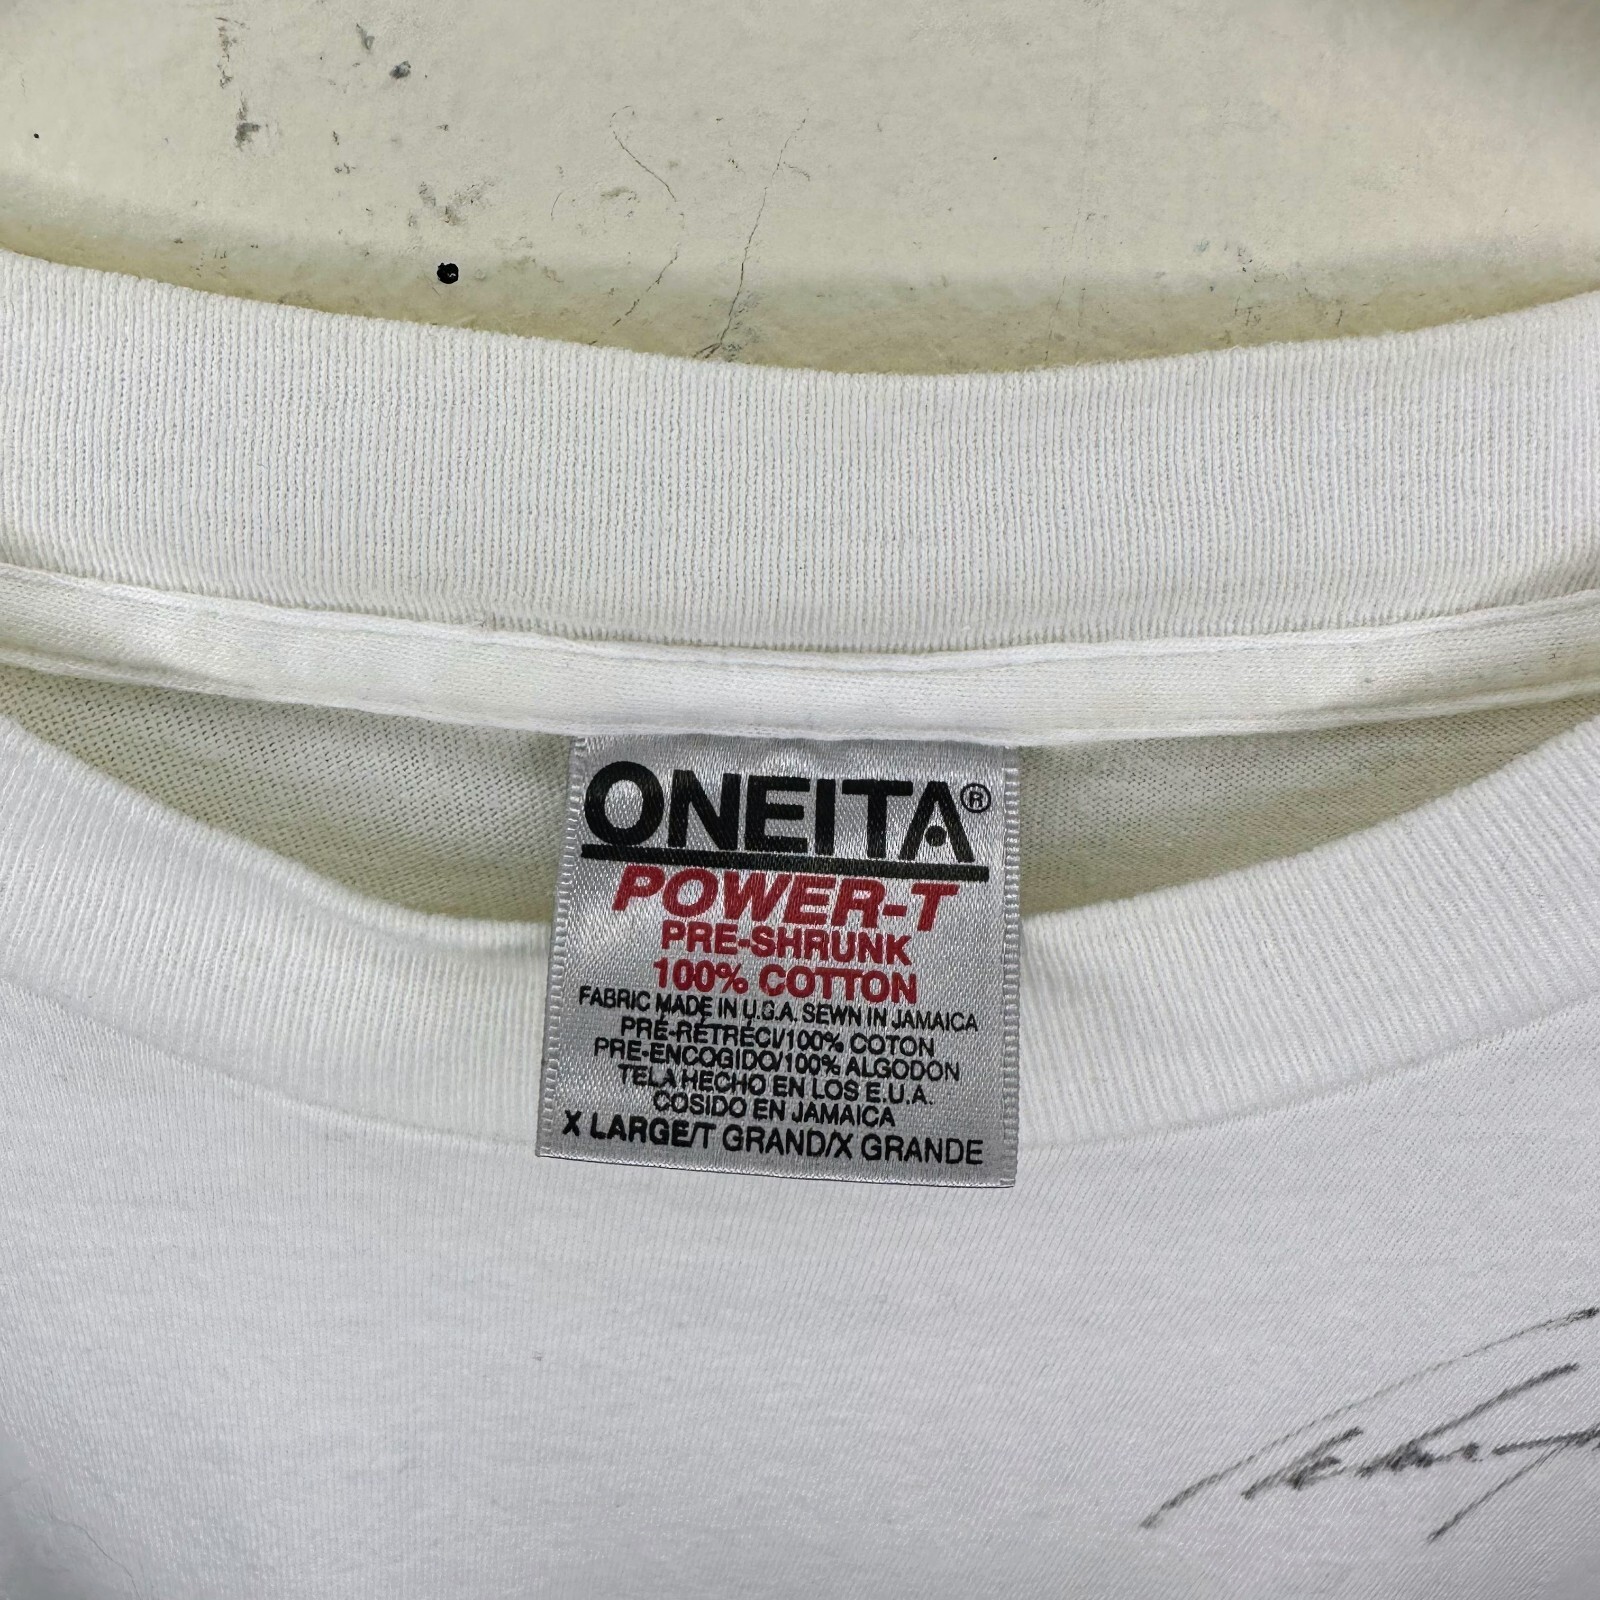 ONEITA®
POWER-T
PRE-SHRUNK
100% COTTON
FABRIC MADE IN U.S.A. SEWN IN JAMAICA
PRÉ-RÉTRÉCI/100% COTON
PRE-ENCOGIDO/100% ALGODON
TELA HECHO EN LOS E.U.A.
COSIDO EN JAMAICA
X LARGE/T GRAND/X GRANDE